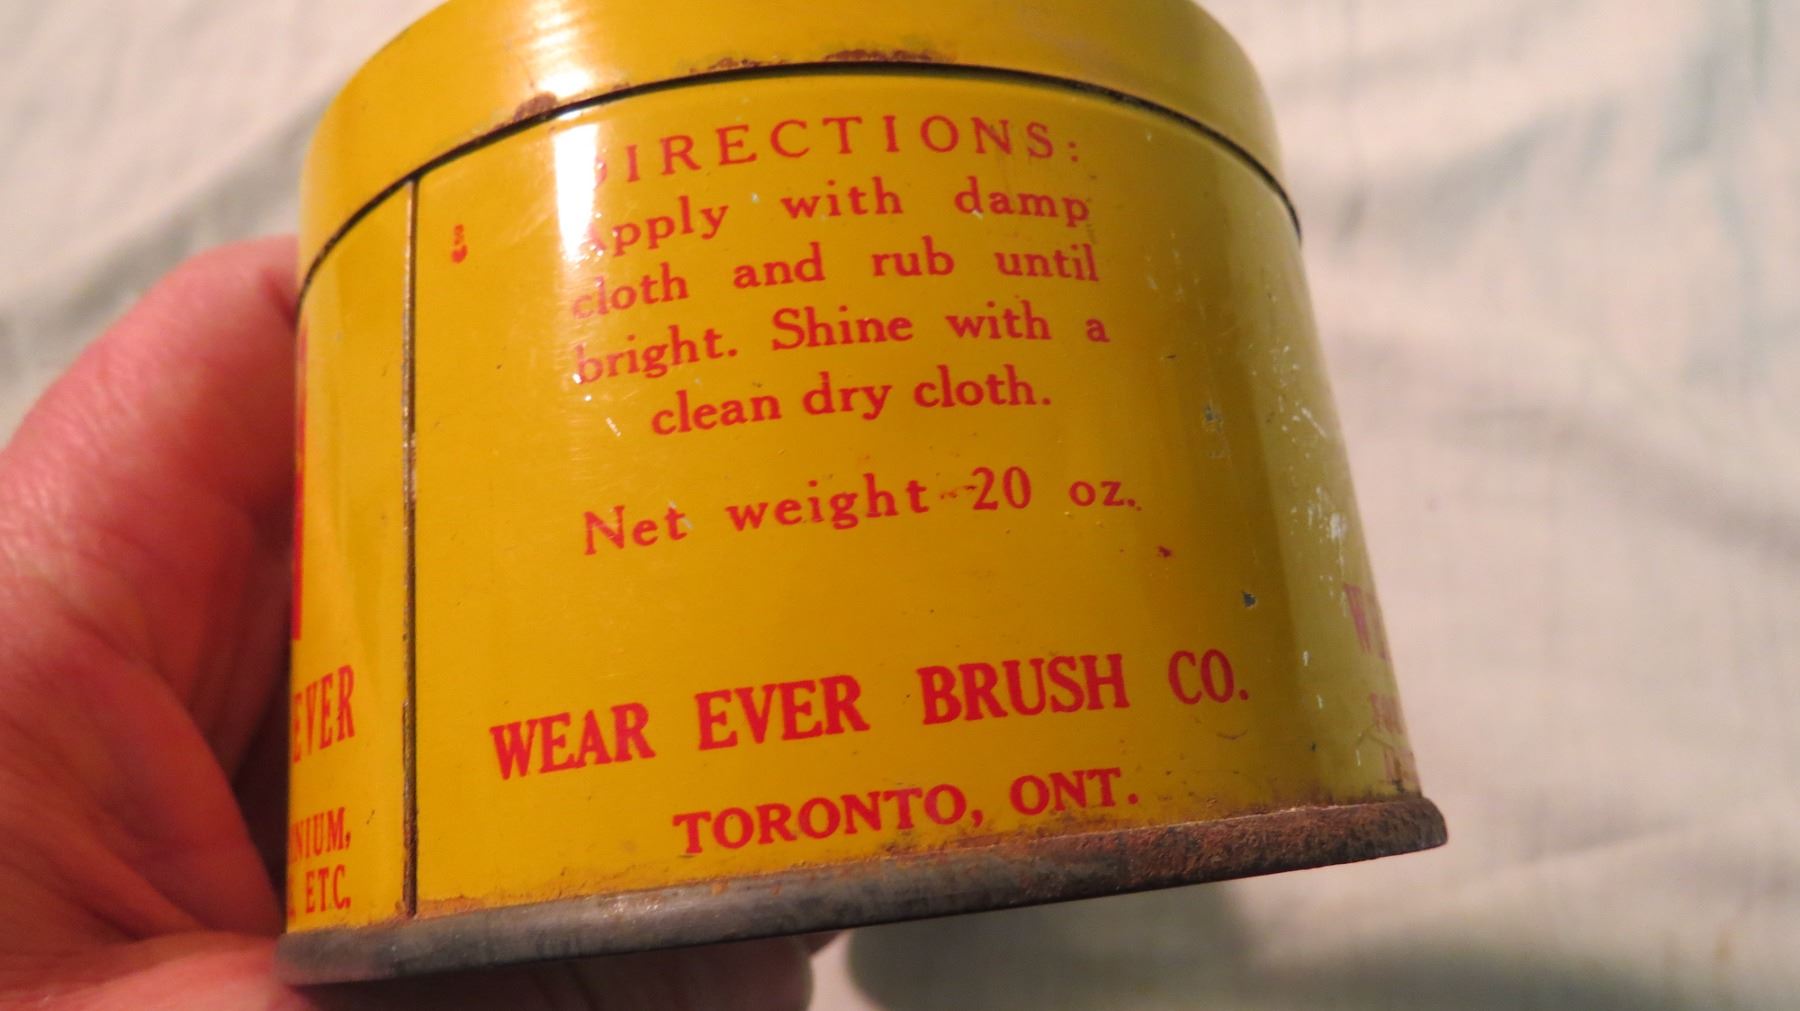 DIRECTIONS:
Apply with damp
cloth and rub until
bright. Shine with a
clean dry cloth.
Net weight--20 oz.
WEAR EVER BRUSH CO.
TORONTO, ONT.
EVER
ETC.